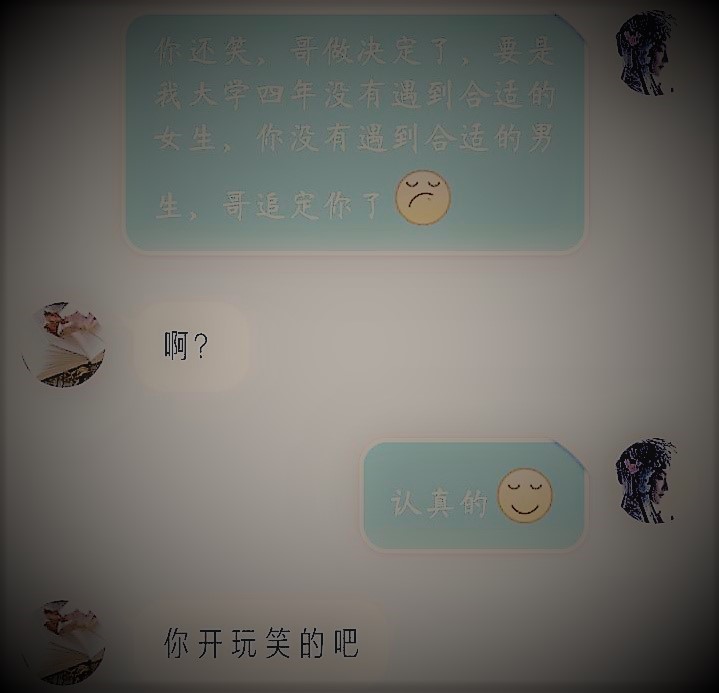 你还笑，哥做决定了，要是
我大学四年没有遇到合适的
女生，你没有遇到合适的男
生，哥追定你了
啊？
认真的
你开玩笑的吧